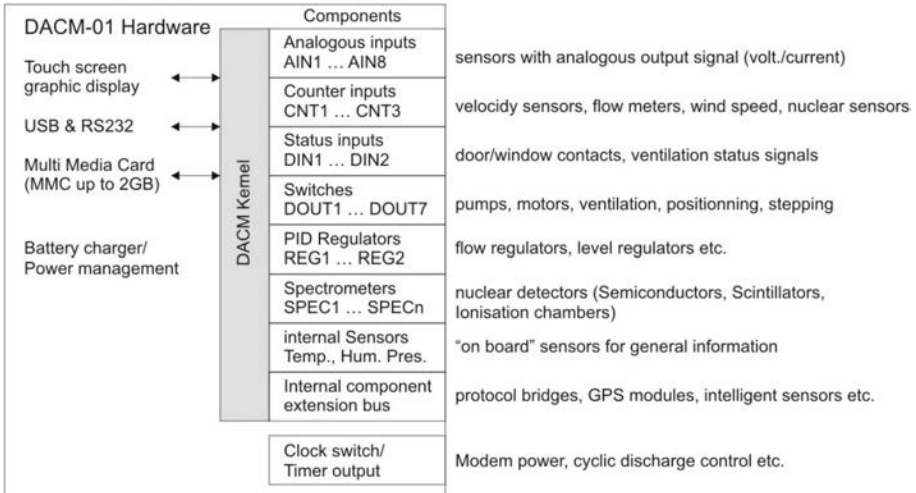 DACM-01 Hardware
Touch screen
graphic display
USB & RS232
Multi Media Card
(MMC up to 2GB)
Battery charger/
Power management
DACM Kernel
Components
Analogous inputs
AIN1 … AIN8
sensors with analogous output signal (volt./current)
Counter inputs
CNT1 … CNT3
velocidy sensors, flow meters, wind speed, nuclear sensors
Status inputs
DIN1 … DIN2
door/window contacts, ventilation status signals
Switches
DOUT1 … DOUT7
pumps, motors, ventilation, positionning, stepping
PID Regulators
REG1 … REG2
flow regulators, level regulators etc.
Spectrometers
SPEC1 … SPECn
nuclear detectors (Semiconductors, Scintillators,
Ionisation chambers)
internal Sensors
Temp., Hum. Pres.
“on board” sensors for general information
Internal component
extension bus
protocol bridges, GPS modules, intelligent sensors etc.
Clock switch/
Timer output
Modem power, cyclic discharge control etc.